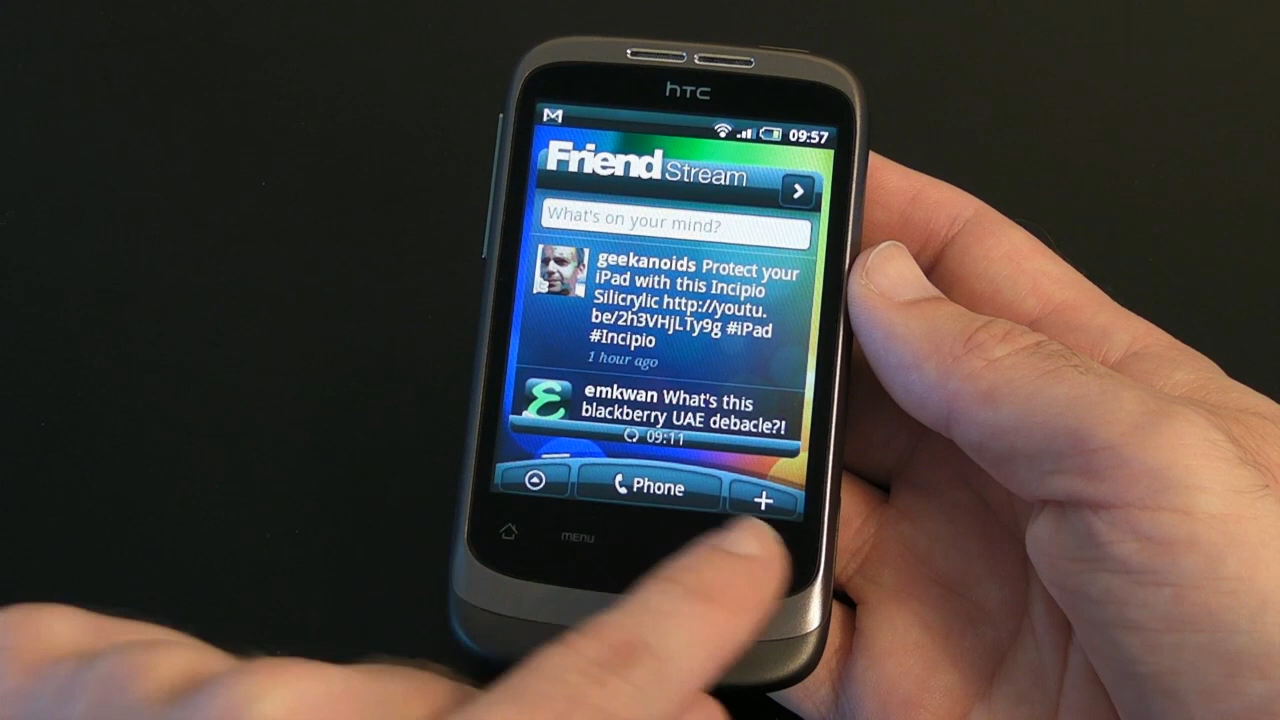 hTC
09:57
Friend Stream
What's on your mind?
geekanoids Protect your
iPad with this Incipio
Silicrylic http://youtu.
be/2h3VHjLTy9g #iPad
#Incipio
1 hour ago
emkwan What's this
blackberry UAE debacle?!
09:11
Phone
menu